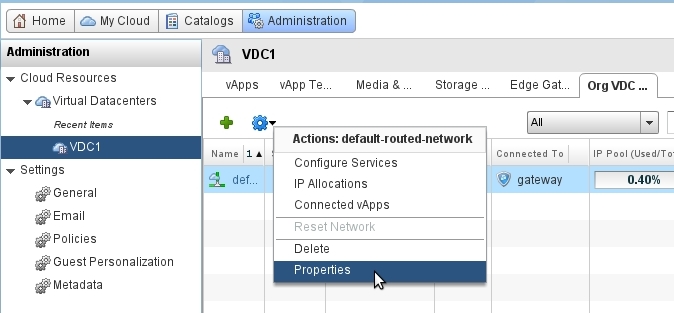 Home My Cloud Catalogs Administration
Administration
Cloud Resources
Virtual Datacenters
Recent Items
VDC1
Settings
General
Email
Policies
Guest Personalization
Metadata
VDC1
vApps vApp Te... Media & ... Storage ... Edge Gat... Org VDC ...
All
Name 1 Connected To IP Pool (Used/To
def... gateway 0.40%
Actions: default-routed-network
Configure Services
IP Allocations
Connected vApps
Reset Network
Delete
Properties